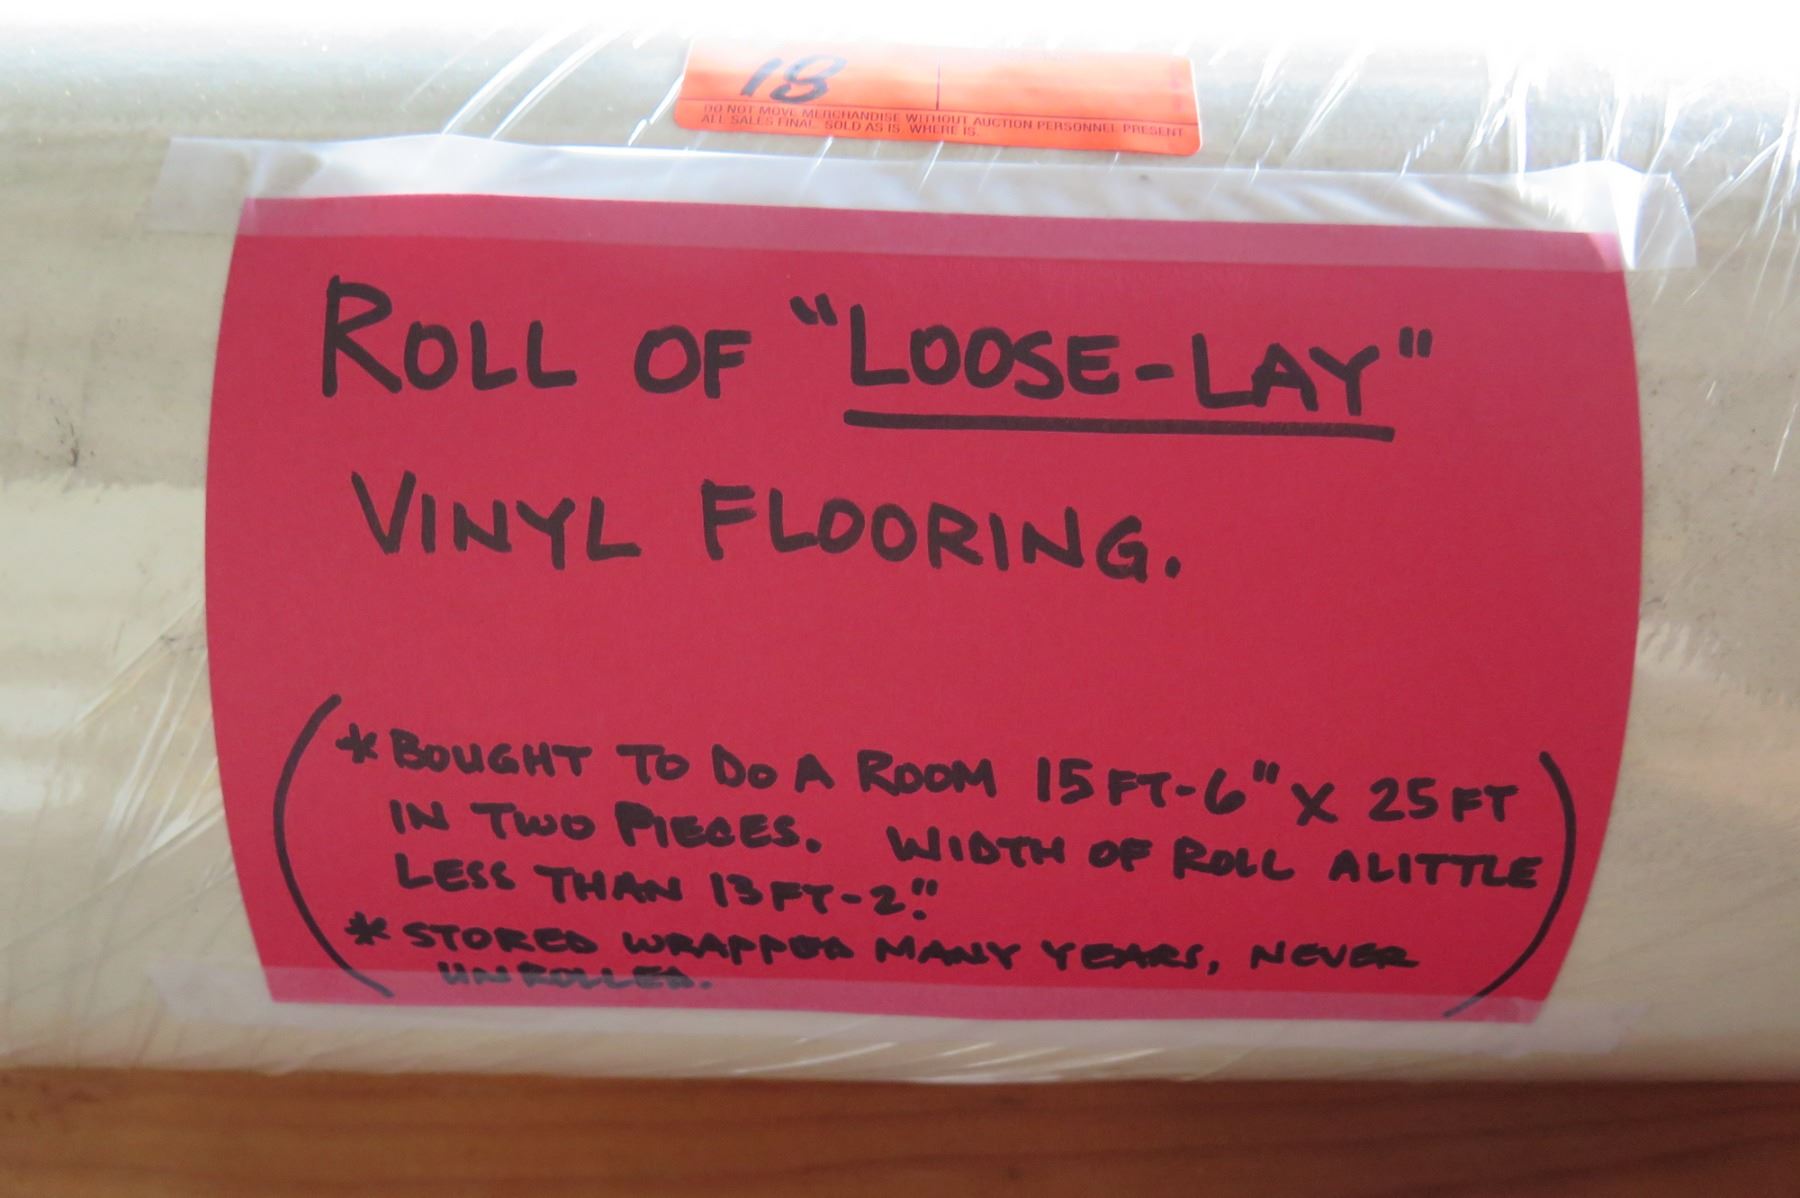 18
DO NOT MOVE MERCHANDISE WITHOUT AUCTION PERSONNEL PRESENT
ALL SALES FINAL SOLD AS IS WHERE IS.
ROLL OF "LOOSE-LAY"
VINYL FLOORING.
(* BOUGHT TO DO A ROOM 15 FT-6" X 25 FT
IN TWO PIECES. WIDTH OF ROLL ALITTLE
LESS THAN 13 FT-2."
* STORED WRAPPED MANY YEARS, NEVER
UNROLLED.)